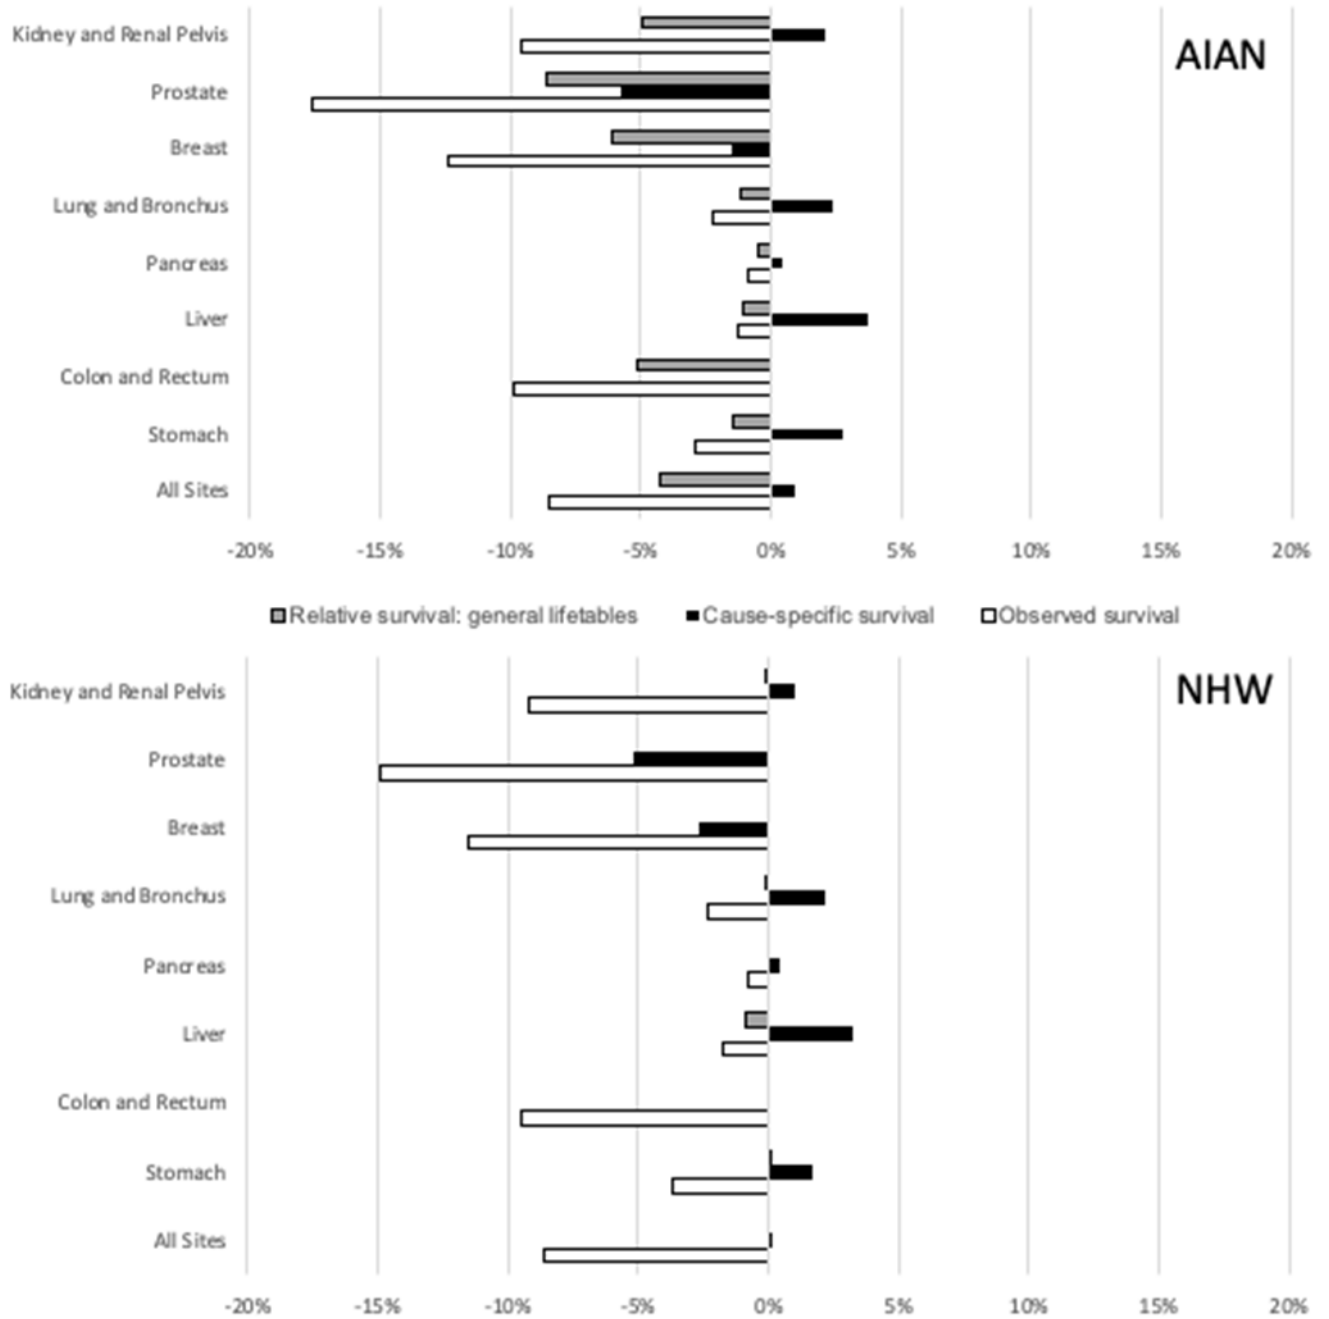 AIAN
Kidney and Renal Pelvis
Prostate
Breast
Lung and Bronchus
Pancreas
Liver
Colon and Rectum
Stomach
All Sites
-20% -15% -10% -5% 0% 5% 10% 15% 20%
Relative survival: general lifetables Cause-specific survival Observed survival
NHW
Kidney and Renal Pelvis
Prostate
Breast
Lung and Bronchus
Pancreas
Liver
Colon and Rectum
Stomach
All Sites
-20% -15% -10% -5% 0% 5% 10% 15% 20%